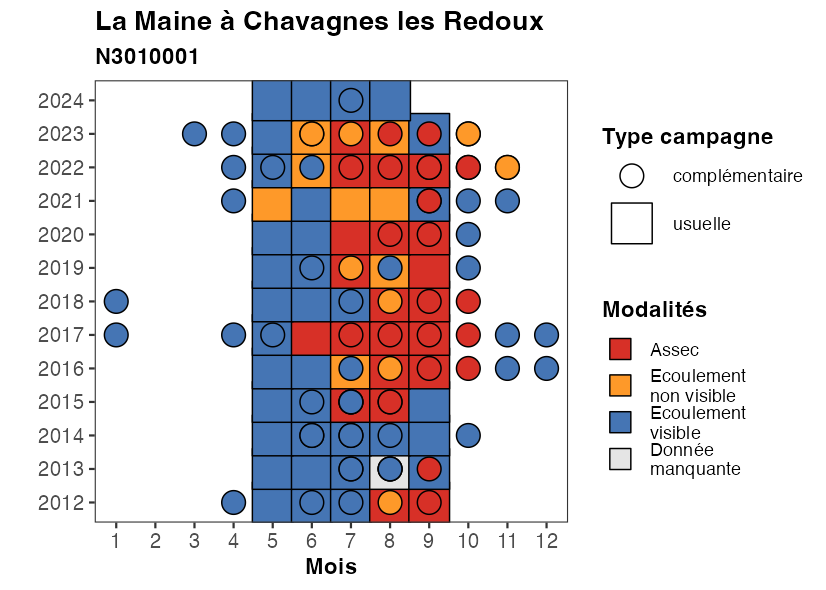 La Maine à Chavagnes les Redoux
N3010001
2024
2023
2022
2021
2020
2019
2018
2017
2016
2015
2014
2013
2012
1 2 3 4 5 6 7 8 9 10 11 12
Mois
Type campagne
complémentaire
usuelle
Modalités
Assec
Ecoulement
non visible
Ecoulement
visible
Donnée
manquante